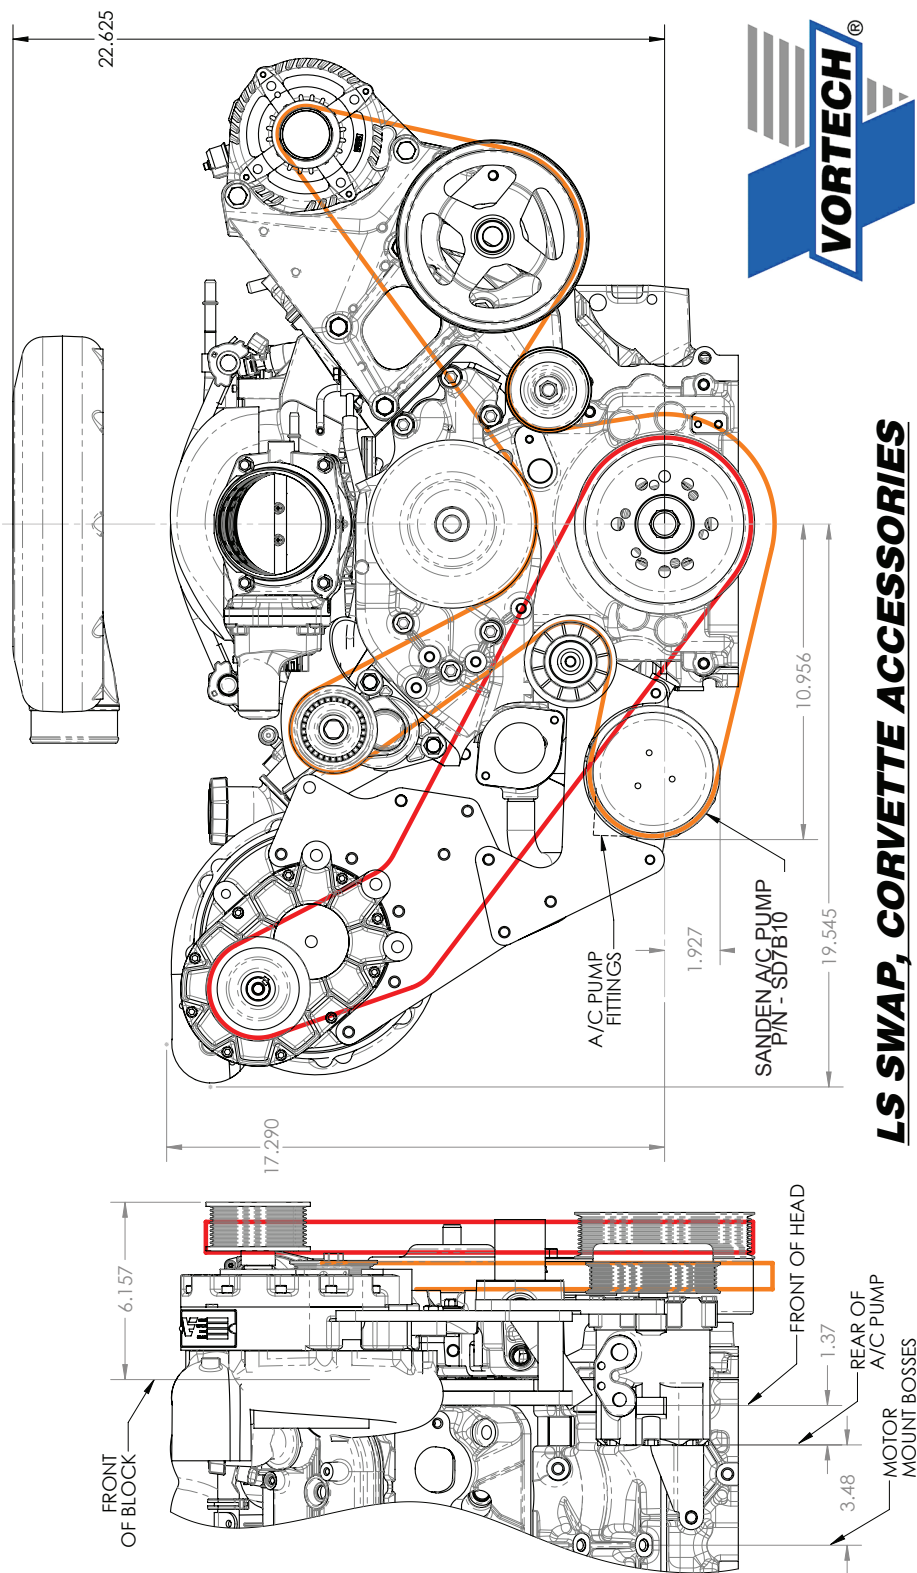 22.625
VORTECH®
10.956
1.927
19.545
A/C PUMP
FITTINGS
SANDEN A/C PUMP
P/N - SD7B10
17.290
LS SWAP, CORVETTE ACCESSORIES
6.157
FRONT
OF BLOCK
FRONT OF HEAD
1.37
REAR OF
A/C PUMP
3.48
MOTOR
MOUNT BOSSES